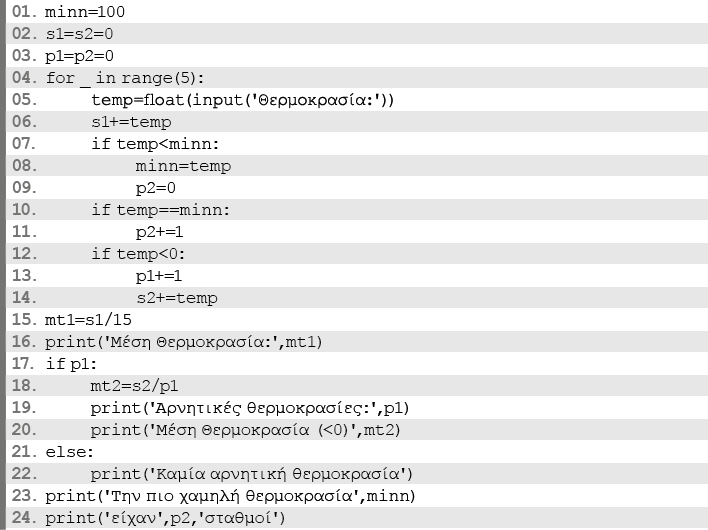 01. minn=100
02. s1=s2=0
03. p1=p2=0
04. for _ in range(5):
05. temp=float(input('Θερμοκρασία:'))
06. s1+=temp
07. if temp<minn:
08. minn=temp
09. p2=0
10. if temp==minn:
11. p2+=1
12. if temp<0:
13. p1+=1
14. s2+=temp
15. mt1=s1/15
16. print('Μέση Θερμοκρασία:',mt1)
17. if p1:
18. mt2=s2/p1
19. print('Αρνητικές θερμοκρασίες:',p1)
20. print('Μέση Θερμοκρασία (<0)',mt2)
21. else:
22. print('Καμία αρνητική θερμοκρασία')
23. print('Την πιο χαμηλή θερμοκρασία',minn)
24. print('είχαν',p2,'σταθμοί')